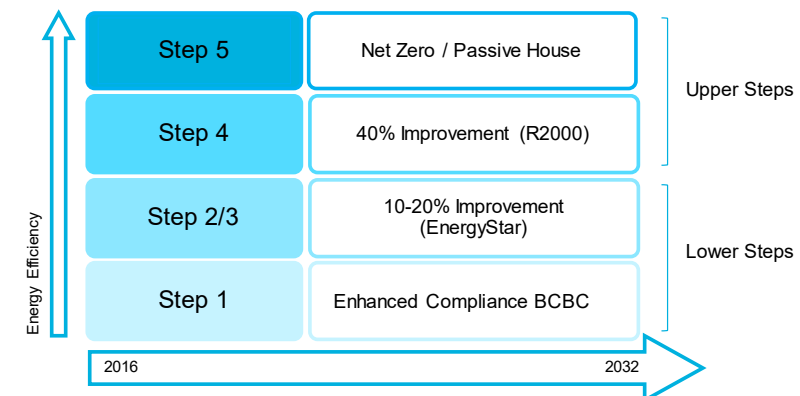 Step 5
Net Zero / Passive House
Upper Steps
Step 4
40% Improvement (R2000)
Step 2/3
10-20% Improvement
(EnergyStar)
Lower Steps
Step 1
Enhanced Compliance BCBC
Energy Efficiency
2016
2032